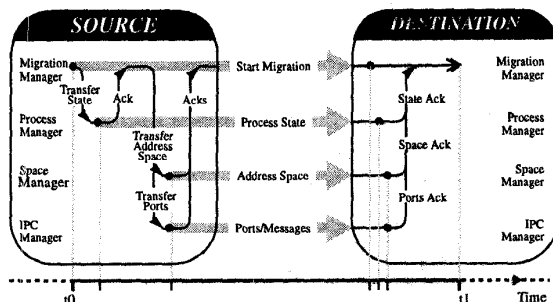 SOURCE
DESTINATION
Migration
Manager
Start Migration
Migration
Manager
Transfer
State
Ack
Acks
State Ack
Process
Manager
Process State
Process
Manager
Transfer
Address
Space
Space Ack
Space
Manager
Address Space
Space
Manager
Transfer
Ports
Ports Ack
IPC
Manager
Ports/Messages
IPC
Manager
t0
t1
Time